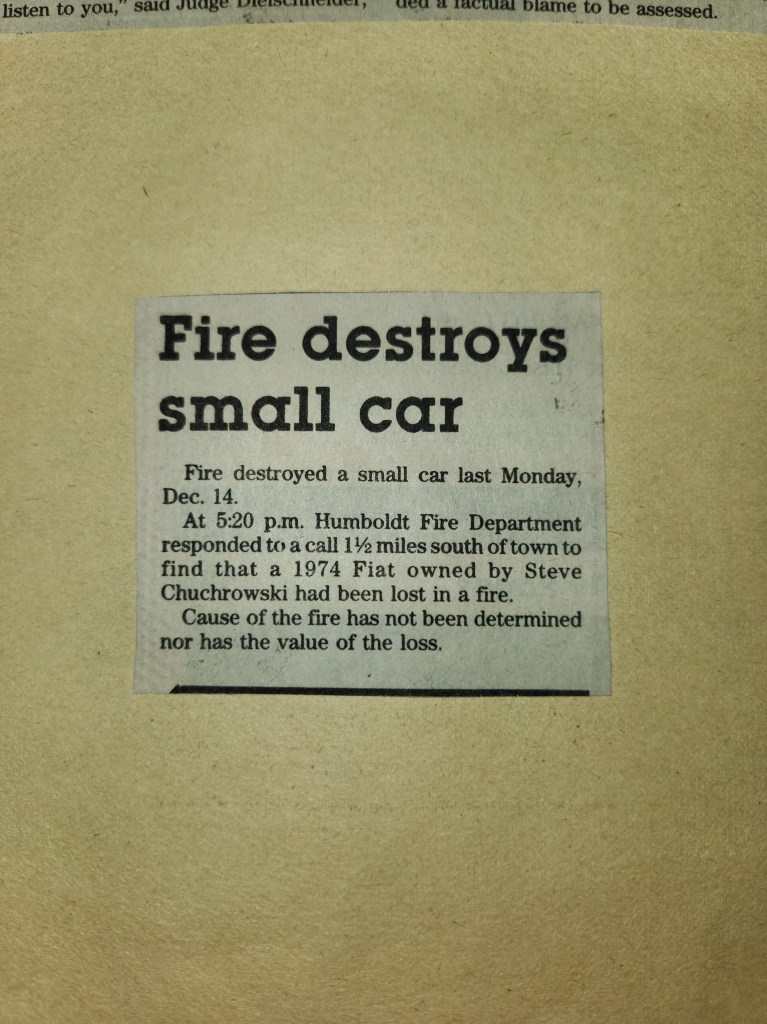 listen to you," said Judge Dielschneider,
ded a factual blame to be assessed.
Fire destroys
small car
Fire destroyed a small car last Monday,
Dec. 14.
At 5:20 p.m. Humboldt Fire Department
responded to a call 1½ miles south of town to
find that a 1974 Fiat owned by Steve
Chuchrowski had been lost in a fire.
Cause of the fire has not been determined
nor has the value of the loss.